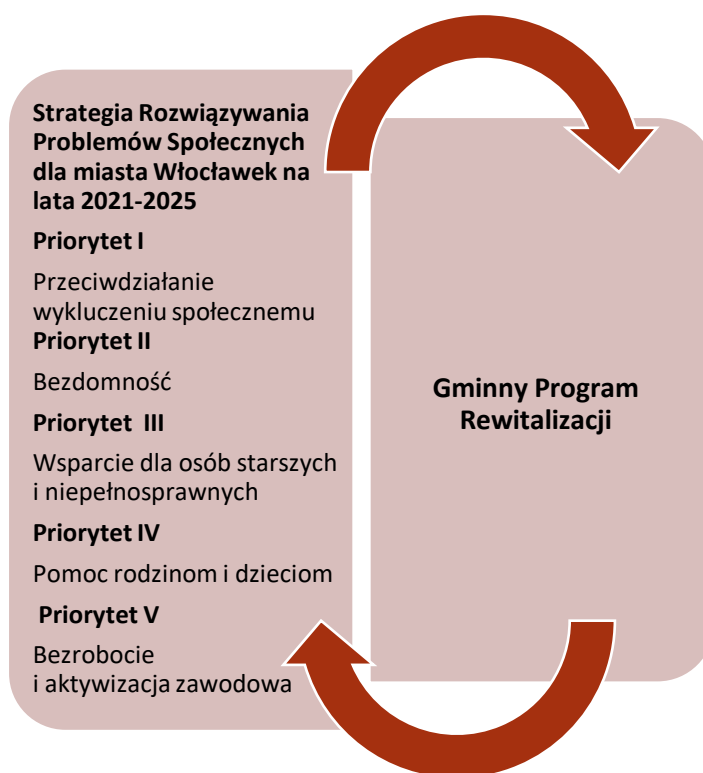 Strategia Rozwiązywania
Problemów Społecznych
dla miasta Włocławek na
lata 2021-2025
Priorytet I
Przeciwdziałanie
wykluczeniu społecznemu
Priorytet II
Bezdomność
Priorytet III
Wsparcie dla osób starszych
i niepełnosprawnych
Priorytet IV
Pomoc rodzinom i dzieciom
Priorytet V
Bezrobocie
i aktywizacja zawodowa
Gminny Program
Rewitalizacji